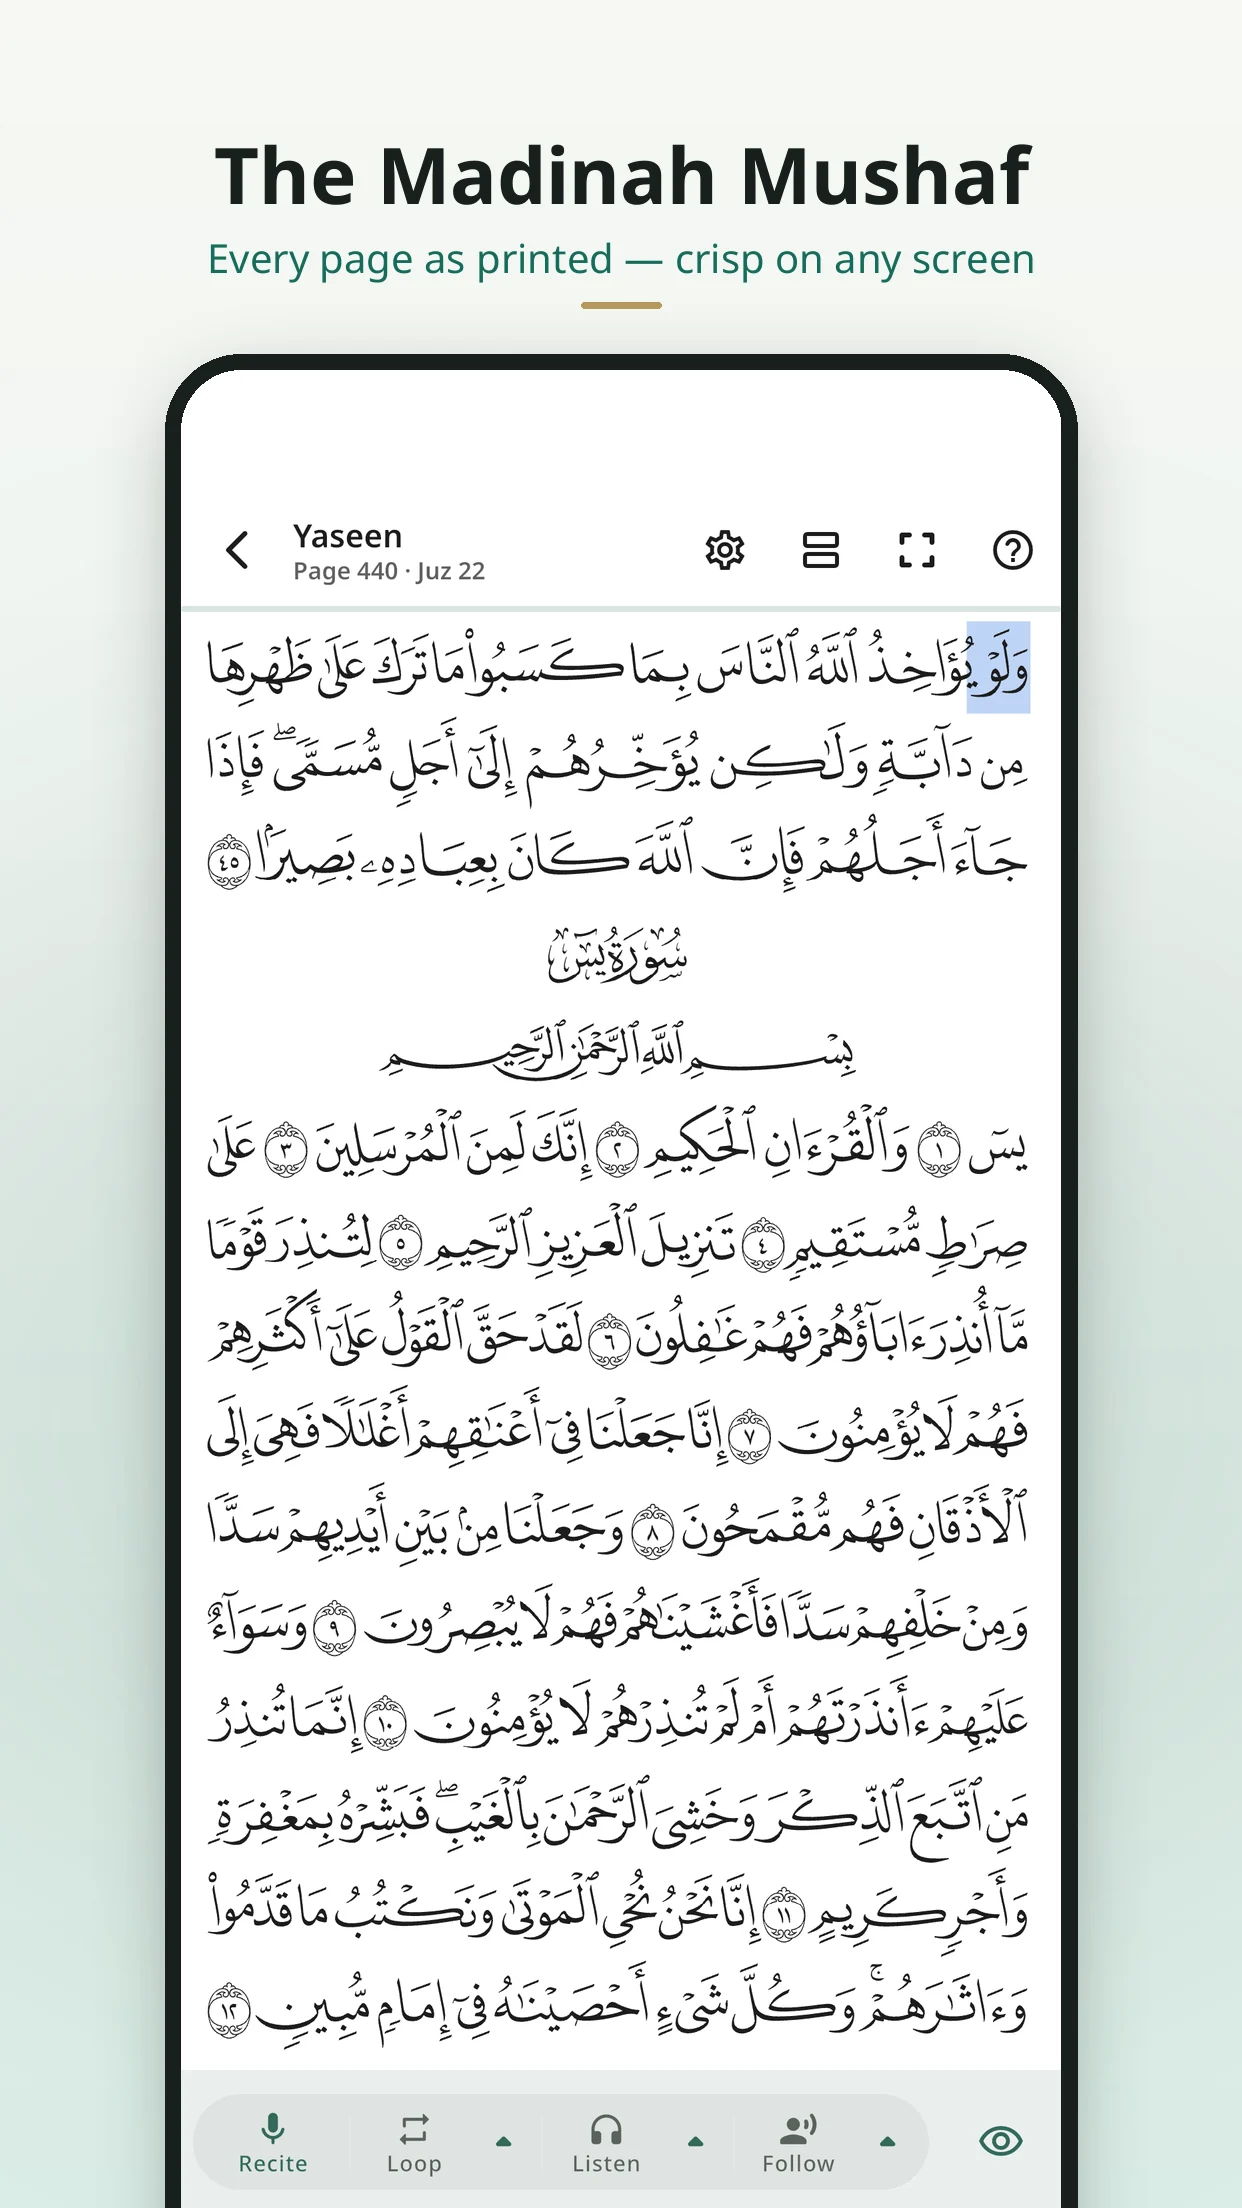 The Madinah Mushaf
Every page as printed — crisp on any screen
Yaseen
Page 440 · Juz 22
وَلَوۡ يُؤَاخِذُ ٱللَّهُ ٱلنَّاسَ بِمَا كَسَبُواْ مَا تَرَكَ عَلَىٰ ظَهۡرِهَا
مِن دَآبَّةٖ وَلَٰكِن يُؤَخِّرُهُمۡ إِلَىٰٓ أَجَلٖ مُّسَمّٗىۖ فَإِذَا
جَآءَ أَجَلُهُمۡ فَإِنَّ ٱللَّهَ كَانَ بِعِبَادِهِۦ بَصِيرَۢا ٤٥
سُورَةُ يسٓ
بِسۡمِ ٱللَّهِ ٱلرَّحۡمَٰنِ ٱلرَّحِيمِ
يسٓ ١ وَٱلۡقُرۡءَانِ ٱلۡحَكِيمِ ٢ إِنَّكَ لَمِنَ ٱلۡمُرۡسَلِينَ ٣ عَلَىٰ
صِرَٰطٖ مُّسۡتَقِيمٖ ٤ تَنزِيلَ ٱلۡعَزِيزِ ٱلرَّحِيمِ ٥ لِتُنذِرَ قَوۡمٗا
مَّآ أُنذِرَ ءَابَآؤُهُمۡ فَهُمۡ غَٰفِلُونَ ٦ لَقَدۡ حَقَّ ٱلۡقَوۡلُ عَلَىٰٓ أَكۡثَرِهِمۡ
فَهُمۡ لَا يُؤۡمِنُونَ ٧ إِنَّا جَعَلۡنَا فِيٓ أَعۡنَٰقِهِمۡ أَغۡلَٰلٗا فَهِيَ إِلَى
ٱلۡأَذۡقَانِ فَهُم مُّقۡمَحُونَ ٨ وَجَعَلۡنَا مِنۢ بَيۡنِ أَيۡدِيهِمۡ سَدّٗا
وَمِنۡ خَلۡفِهِمۡ سَدّٗا فَأَغۡشَيۡنَٰهُمۡ فَهُمۡ لَا يُبۡصِرُونَ ٩ وَسَوَآءٌ
عَلَيۡهِمۡ ءَأَنذَرۡتَهُمۡ أَمۡ لَمۡ تُنذِرۡهُمۡ لَا يُؤۡمِنُونَ ١٠ إِنَّمَا تُنذِرُ
مَنِ ٱتَّبَعَ ٱلذِّكۡرَ وَخَشِيَ ٱلرَّحۡمَٰنَ بِٱلۡغَيۡبِۖ فَبَشِّرۡهُ بِمَغۡفِرَةٖ
وَأَجۡرٖ كَرِيمٍ ١١ إِنَّا نَحۡنُ نُحۡيِ ٱلۡمَوۡتَىٰ وَنَكۡتُبُ مَا قَدَّمُواْ
وَءَاثَٰرَهُمۡۚ وَكُلَّ شَيۡءٍ أَحۡصَيۡنَٰهُ فِيٓ إِمَامٖ مُّبِينٖ ١٢
Recite Loop Listen Follow